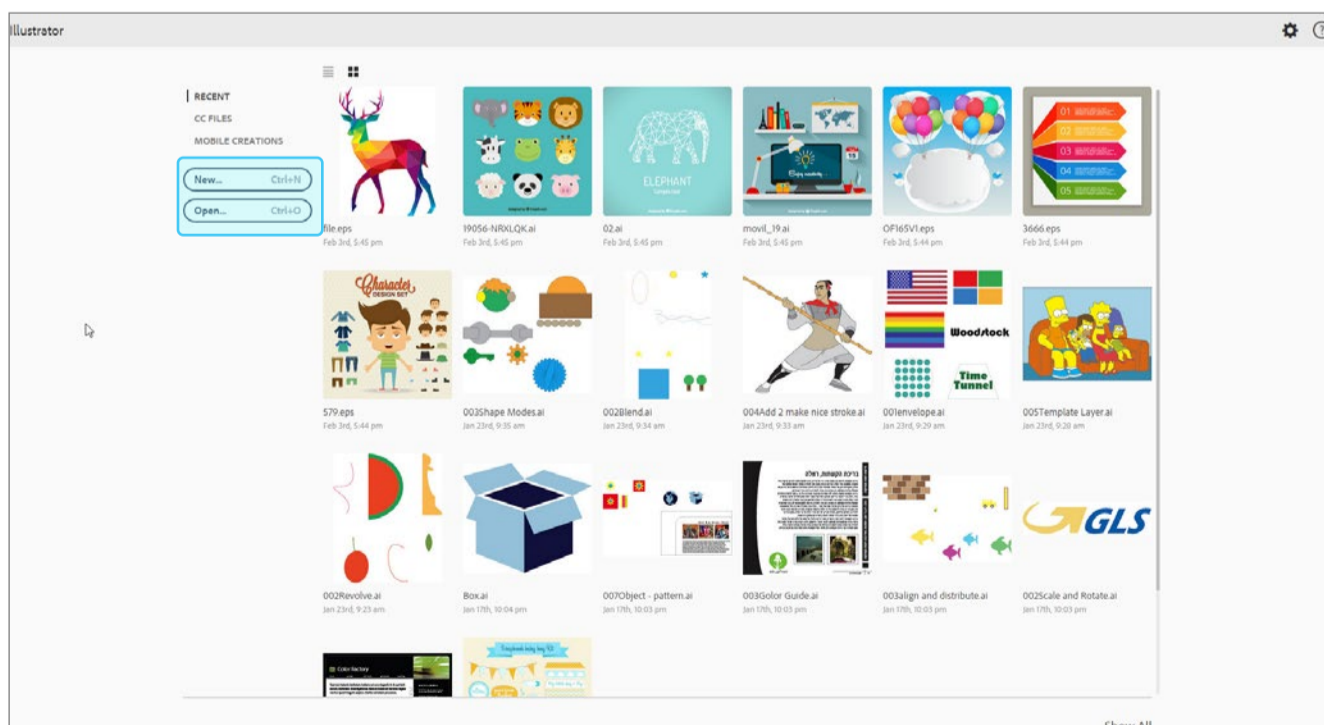 Illustrator
RECENT
CC FILES
MOBILE CREATIONS
New... Ctrl+N
Open... Ctrl+O
ELEPHANT
01
02
03
04
05
file.eps
19056-NRXLQK.ai
02.ai
movil_19.ai
OF165V1.eps
3666.eps
Feb 3rd, 5:45 pm
Feb 3rd, 5:45 pm
Feb 3rd, 5:45 pm
Feb 3rd, 5:45 pm
Feb 3rd, 5:44 pm
Feb 3rd, 5:44 pm
Character
DESIGN SET
Woodstock
Time
Tunnel
579.eps
003Shape Modes.ai
002Blend.ai
004Add 2 make nice stroke.ai
001envelope.ai
005Template Layer.ai
Feb 3rd, 5:44 pm
Jan 23rd, 9:35 am
Jan 23rd, 9:34 am
Jan 23rd, 9:33 am
Jan 23rd, 9:29 am
Jan 23rd, 9:28 am
בריכת הקשתות, רמלה
GLS
002Revolve.ai
Box.ai
007Object - pattern.ai
003Golor Guide.ai
003align and distribute.ai
002Scale and Rotate.ai
Jan 23rd, 9:23 am
Jan 17th, 10:04 pm
Jan 17th, 10:03 pm
Jan 17th, 10:03 pm
Jan 17th, 10:03 pm
Jan 17th, 10:03 pm
Color Factory
Show All